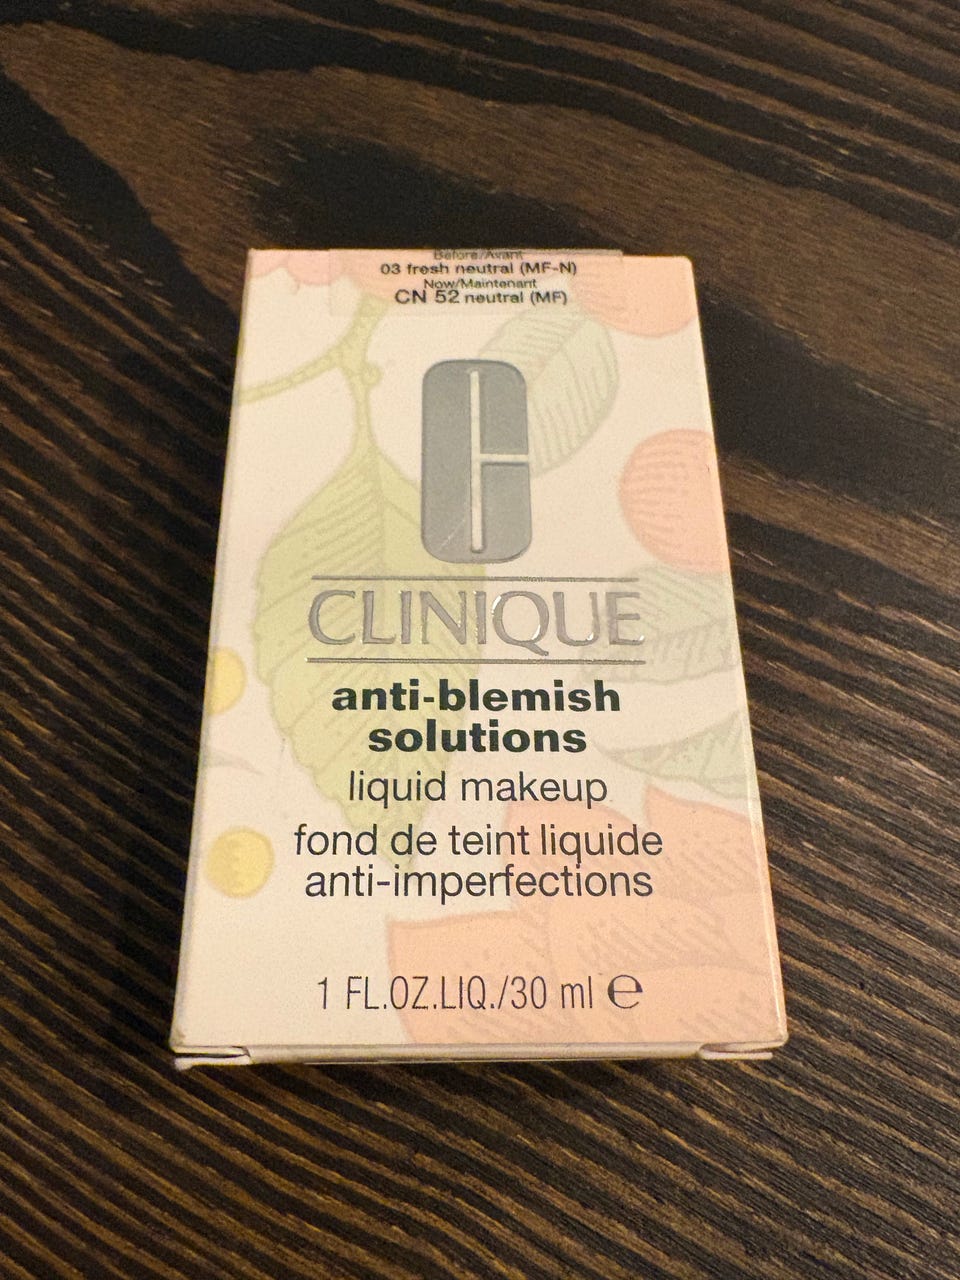 Before/Avant
03 fresh neutral (MF-N)
Now/Maintenant
CN 52 neutral (MF)
CLINIQUE
anti-blemish
solutions
liquid makeup
fond de teint liquide
anti-imperfections
1 FL.OZ.LIQ./30 ml ℮